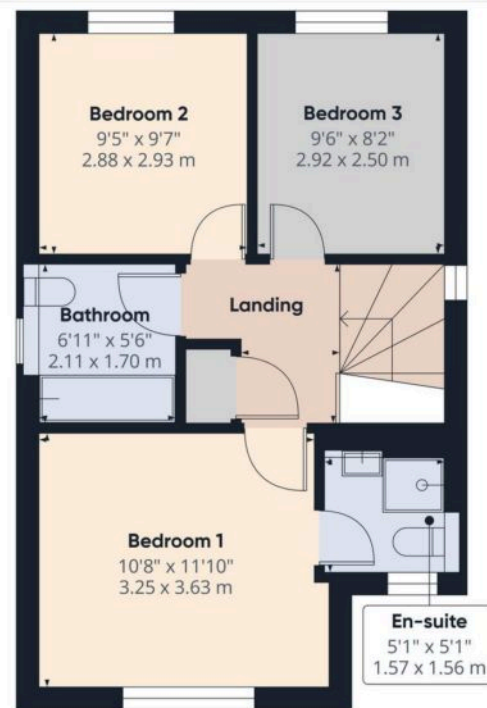 Bedroom 2
9'5" x 9'7"
2.88 x 2.93 m
Bedroom 3
9'6" x 8'2"
2.92 x 2.50 m
Bathroom
6'11" x 5'6"
2.11 x 1.70 m
Landing
Bedroom 1
10'8" x 11'10"
3.25 x 3.63 m
En-suite
5'1" x 5'1"
1.57 x 1.56 m